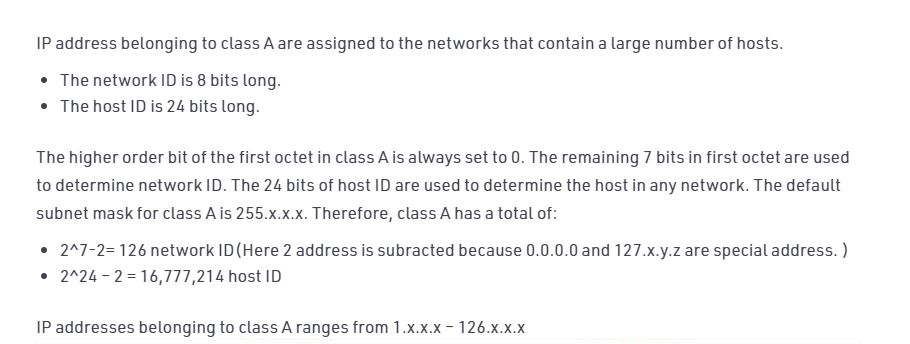 IP address belonging to class A are assigned to the networks that contain a large number of hosts.
• The network ID is 8 bits long.
• The host ID is 24 bits long.
The higher order bit of the first octet in class A is always set to 0. The remaining 7 bits in first octet are used
to determine network ID. The 24 bits of host ID are used to determine the host in any network. The default
subnet mask for class A is 255.x.x.x. Therefore, class A has a total of:
• 2^7-2= 126 network ID(Here 2 address is subracted because 0.0.0.0 and 127.x.y.z are special address. )
• 2^24 – 2 = 16,777,214 host ID
IP addresses belonging to class A ranges from 1.x.x.x – 126.x.x.x